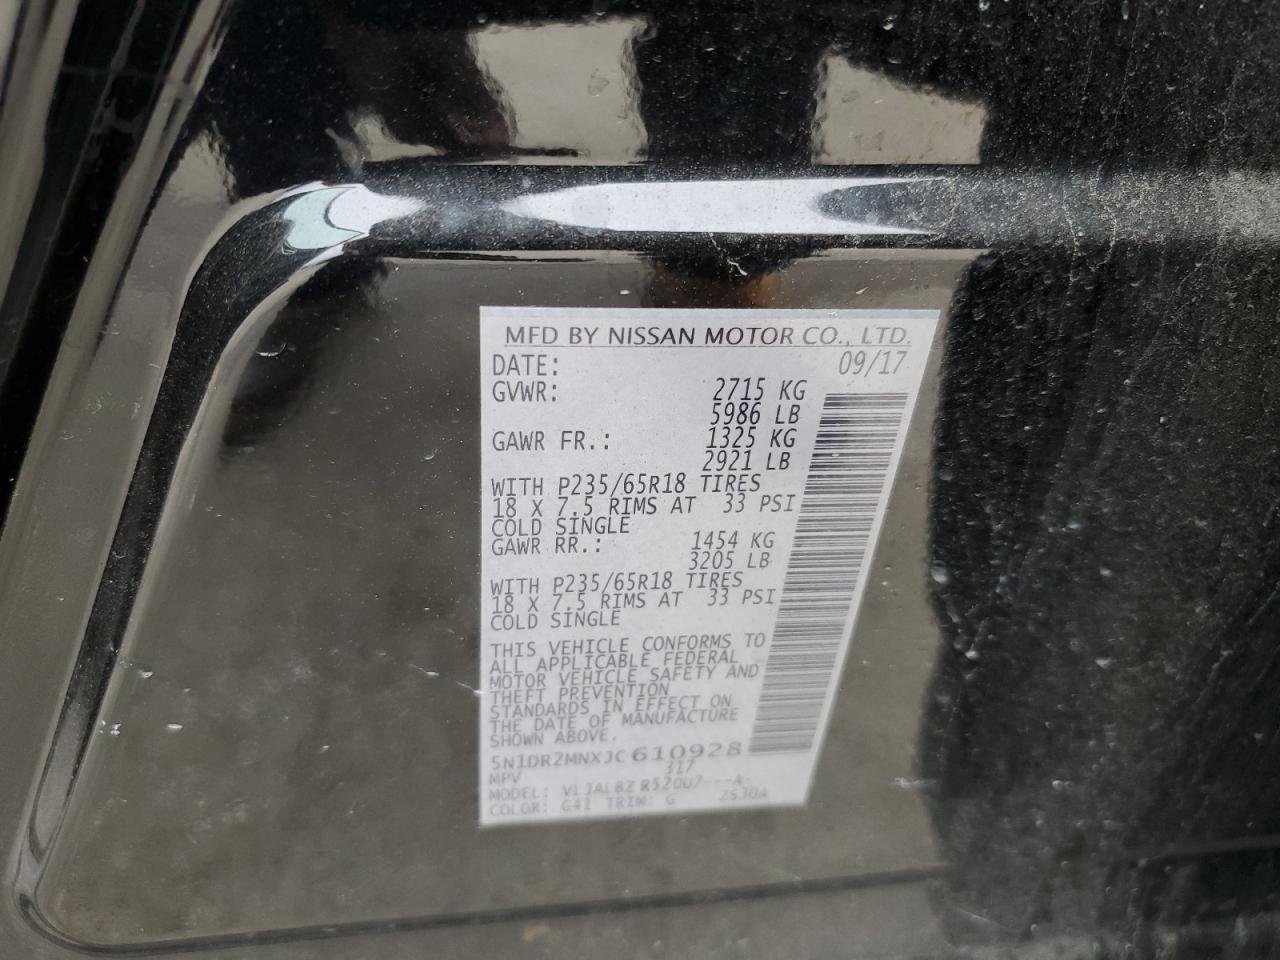 MFD BY NISSAN MOTOR CO., LTD.
DATE: 09/17
GVWR: 2715 KG
5986 LB
GAWR FR.: 1325 KG
2921 LB
WITH P235/65R18 TIRES
18 X 7.5 RIMS AT 33 PSI
COLD SINGLE
GAWR RR.: 1454 KG
3205 LB
WITH P235/65R18 TIRES
18 X 7.5 RIMS AT 33 PSI
COLD SINGLE
THIS VEHICLE CONFORMS TO
ALL APPLICABLE FEDERAL
MOTOR VEHICLE SAFETY AND
THEFT PREVENTION
STANDARDS IN EFFECT ON
THE DATE OF MANUFACTURE
SHOWN ABOVE.
5N1DR2MNXJC610928
MPV 317
MODEL: R52DU7---A-
COLOR: G41 TRIM: G 2S30A